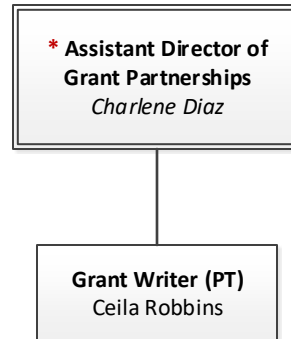 * Assistant Director of
Grant Partnerships
Charlene Diaz
Grant Writer (PT)
Ceila Robbins